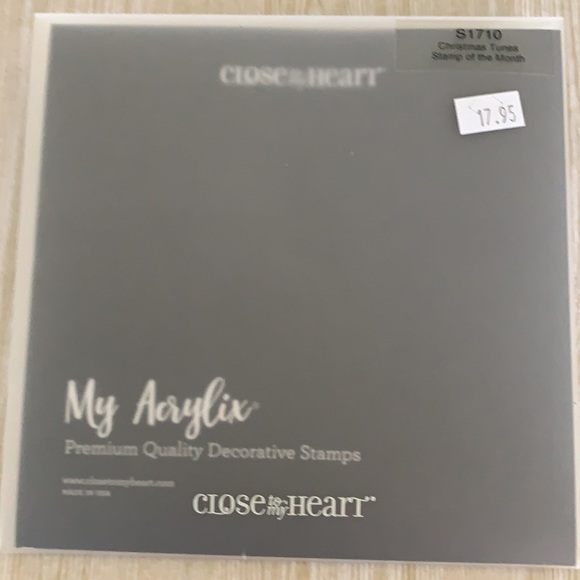 S1710
Christmas Tunes
Stamp of the Month
CLOSE to my HEART
17.95
My Acrylix®
Premium Quality Decorative Stamps
www.closetomyheart.com
MADE IN USA
CLOSE to my HEART™